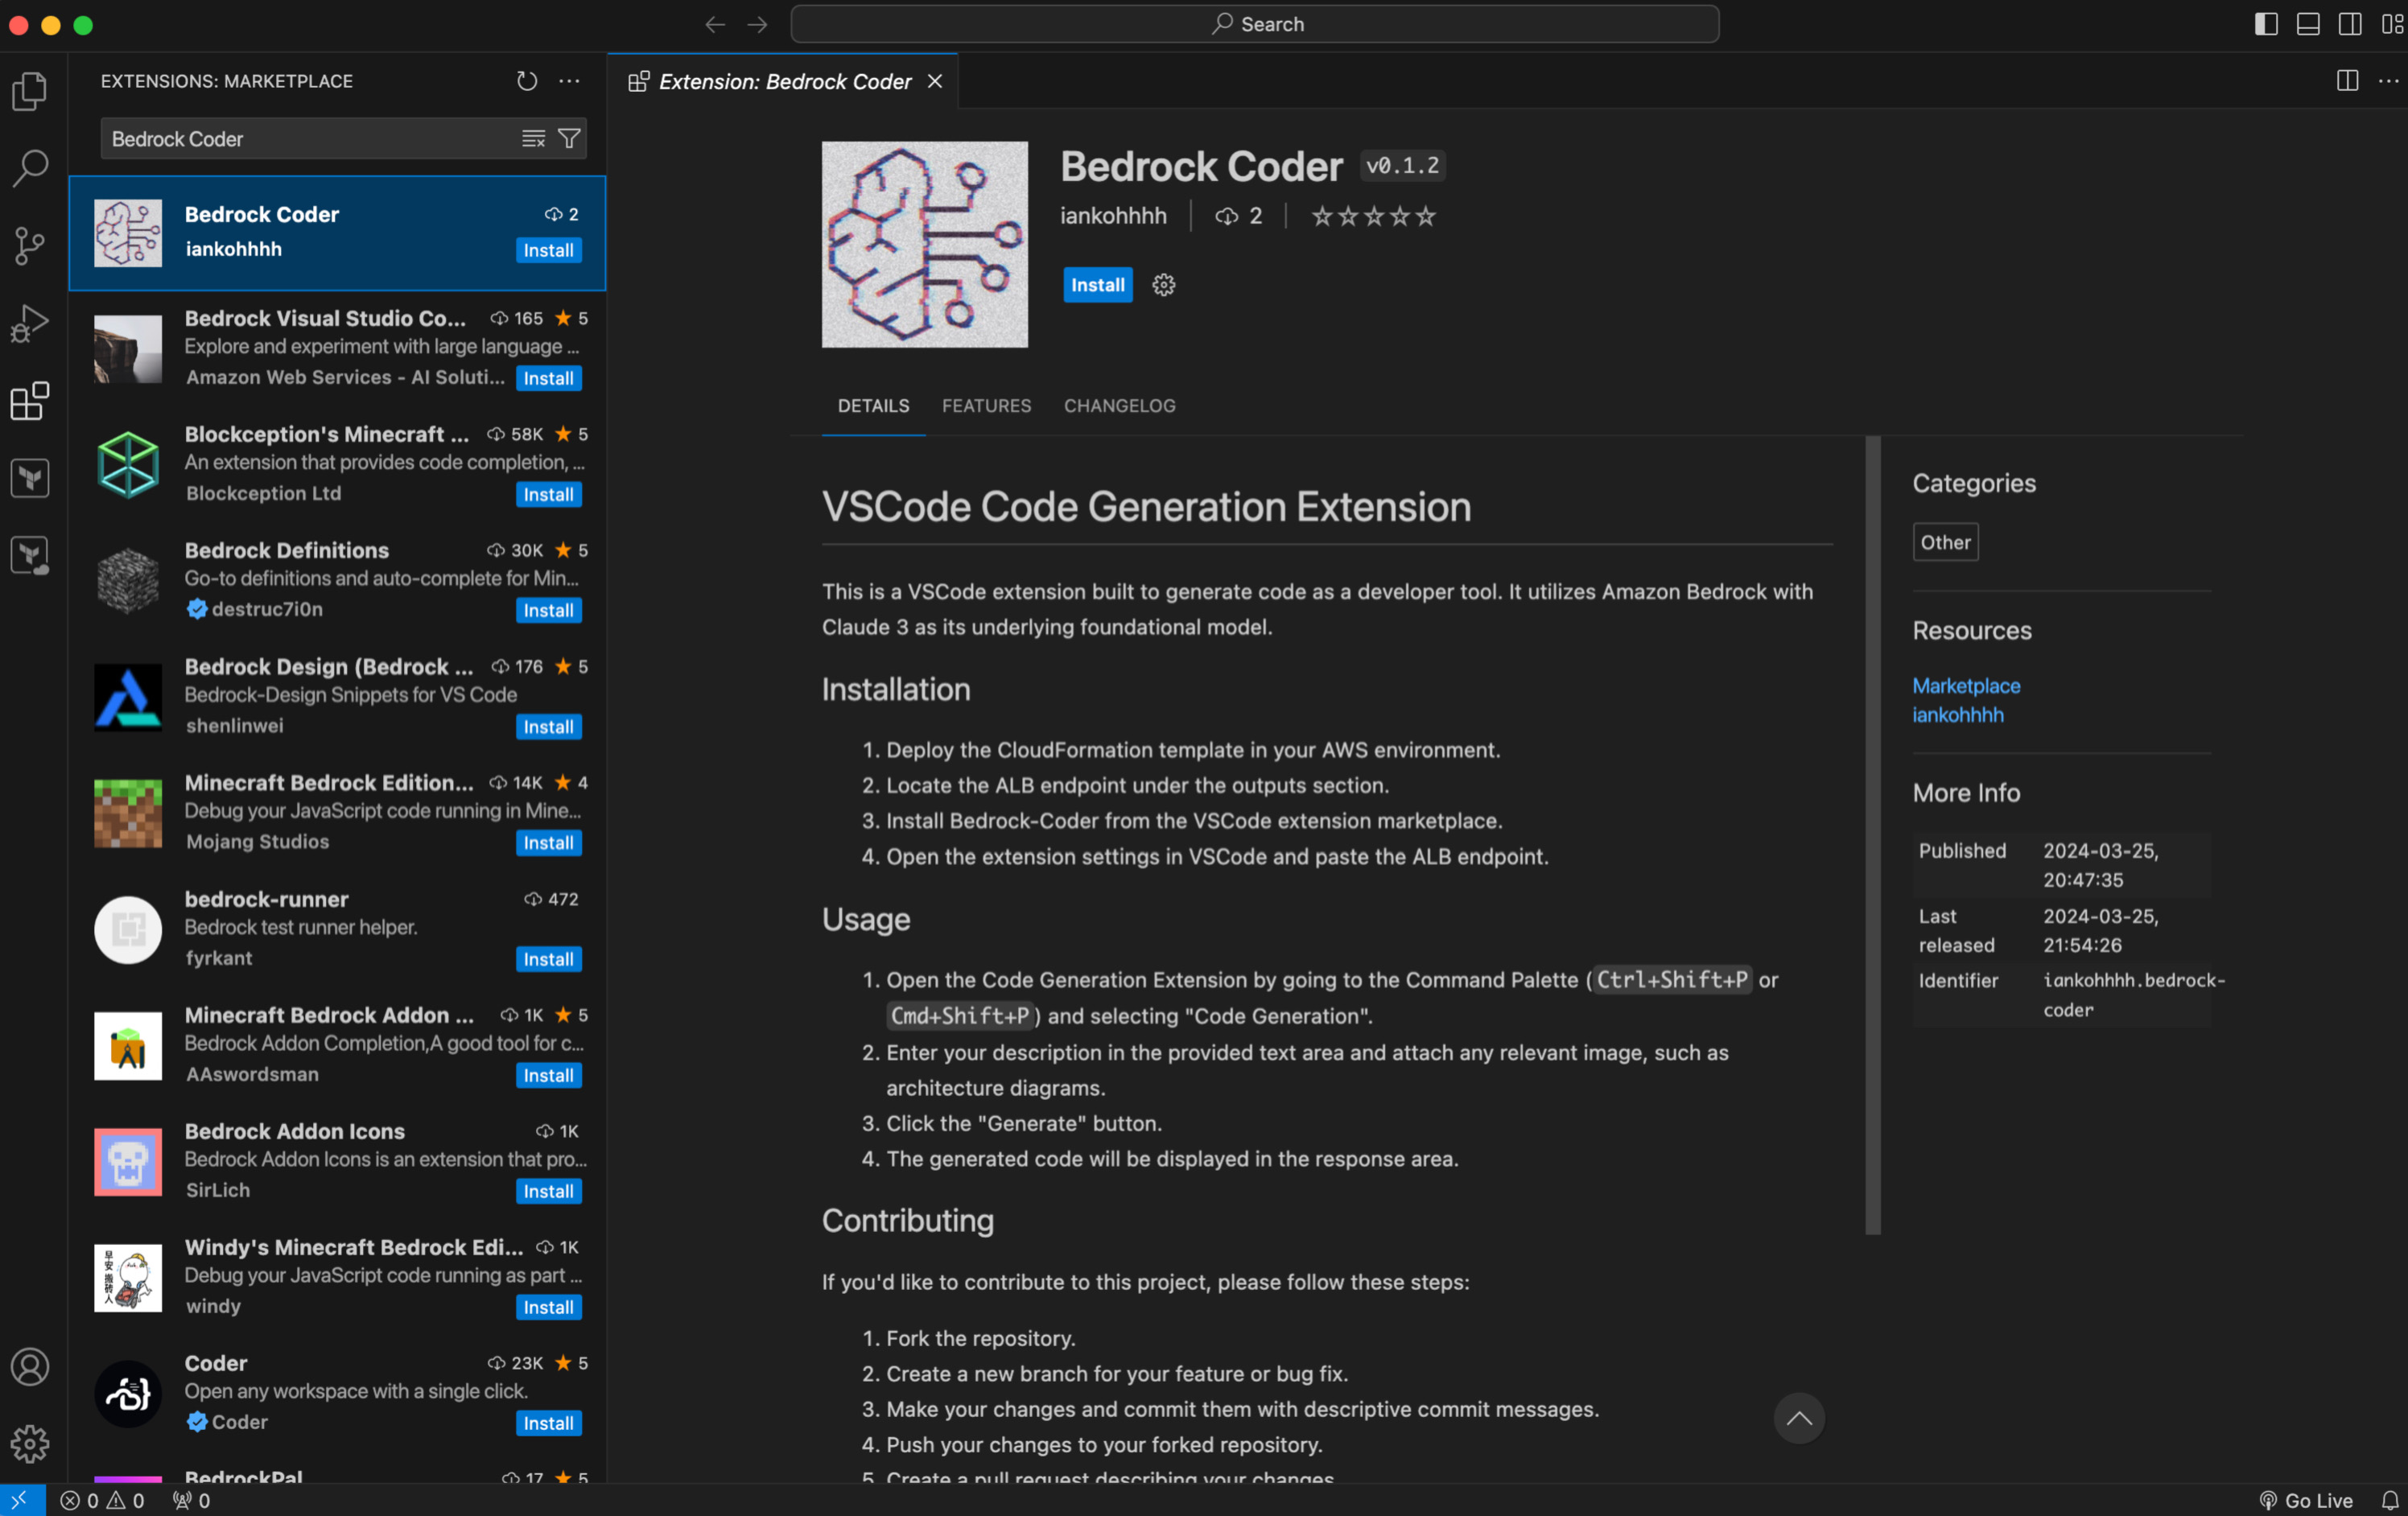 Search
EXTENSIONS: MARKETPLACE
Bedrock Coder
Bedrock Coder 2
iankohhhh Install
Bedrock Visual Studio Co... 165 ★ 5
Explore and experiment with large language ...
Amazon Web Services - AI Soluti... Install
Blockception's Minecraft ... 58K ★ 5
An extension that provides code completion, ...
Blockception Ltd Install
Bedrock Definitions 30K ★ 5
Go-to definitions and auto-complete for Min...
destruc7i0n Install
Bedrock Design (Bedrock ... 176 ★ 5
Bedrock-Design Snippets for VS Code
shenlinwei Install
Minecraft Bedrock Edition... 14K ★ 4
Debug your JavaScript code running in Mine...
Mojang Studios Install
bedrock-runner 472
Bedrock test runner helper.
fyrkant Install
Minecraft Bedrock Addon ... 1K ★ 5
Bedrock Addon Completion,A good tool for c...
AAswordsman Install
Bedrock Addon Icons 1K
Bedrock Addon Icons is an extension that pro...
SirLich Install
早安 搬砖人
Windy's Minecraft Bedrock Edi... 1K
Debug your JavaScript code running as part ...
windy Install
Coder 23K ★ 5
Open any workspace with a single click.
Coder Install
BedrockPal 17 ★ 5
Extension: Bedrock Coder
Bedrock Coder v0.1.2
iankohhhh | 2 | ☆☆☆☆☆
Install
DETAILS FEATURES CHANGELOG
VSCode Code Generation Extension
This is a VSCode extension built to generate code as a developer tool. It utilizes Amazon Bedrock with
Claude 3 as its underlying foundational model.
Installation
1. Deploy the CloudFormation template in your AWS environment.
2. Locate the ALB endpoint under the outputs section.
3. Install Bedrock-Coder from the VSCode extension marketplace.
4. Open the extension settings in VSCode and paste the ALB endpoint.
Usage
1. Open the Code Generation Extension by going to the Command Palette (Ctrl+Shift+P or
Cmd+Shift+P) and selecting "Code Generation".
2. Enter your description in the provided text area and attach any relevant image, such as
architecture diagrams.
3. Click the "Generate" button.
4. The generated code will be displayed in the response area.
Contributing
If you'd like to contribute to this project, please follow these steps:
1. Fork the repository.
2. Create a new branch for your feature or bug fix.
3. Make your changes and commit them with descriptive commit messages.
4. Push your changes to your forked repository.
5. Create a pull request describing your changes
Categories
Other
Resources
Marketplace
iankohhhh
More Info
Published 2024-03-25,
20:47:35
Last 2024-03-25,
released 21:54:26
Identifier iankohhhh.bedrock-
coder
0 0 0
Go Live